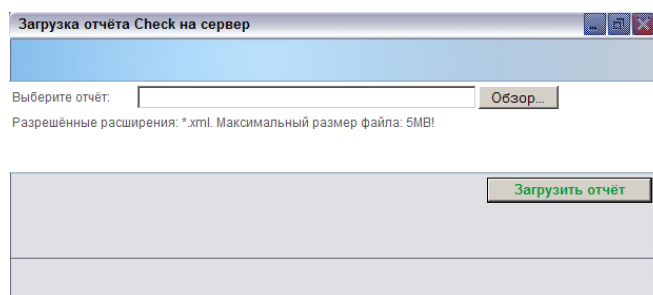 Загрузка отчёта Check на сервер
Выберите отчёт: Обзор...
Разрешённые расширения: *.xml. Максимальный размер файла: 5MB!
Загрузить отчёт